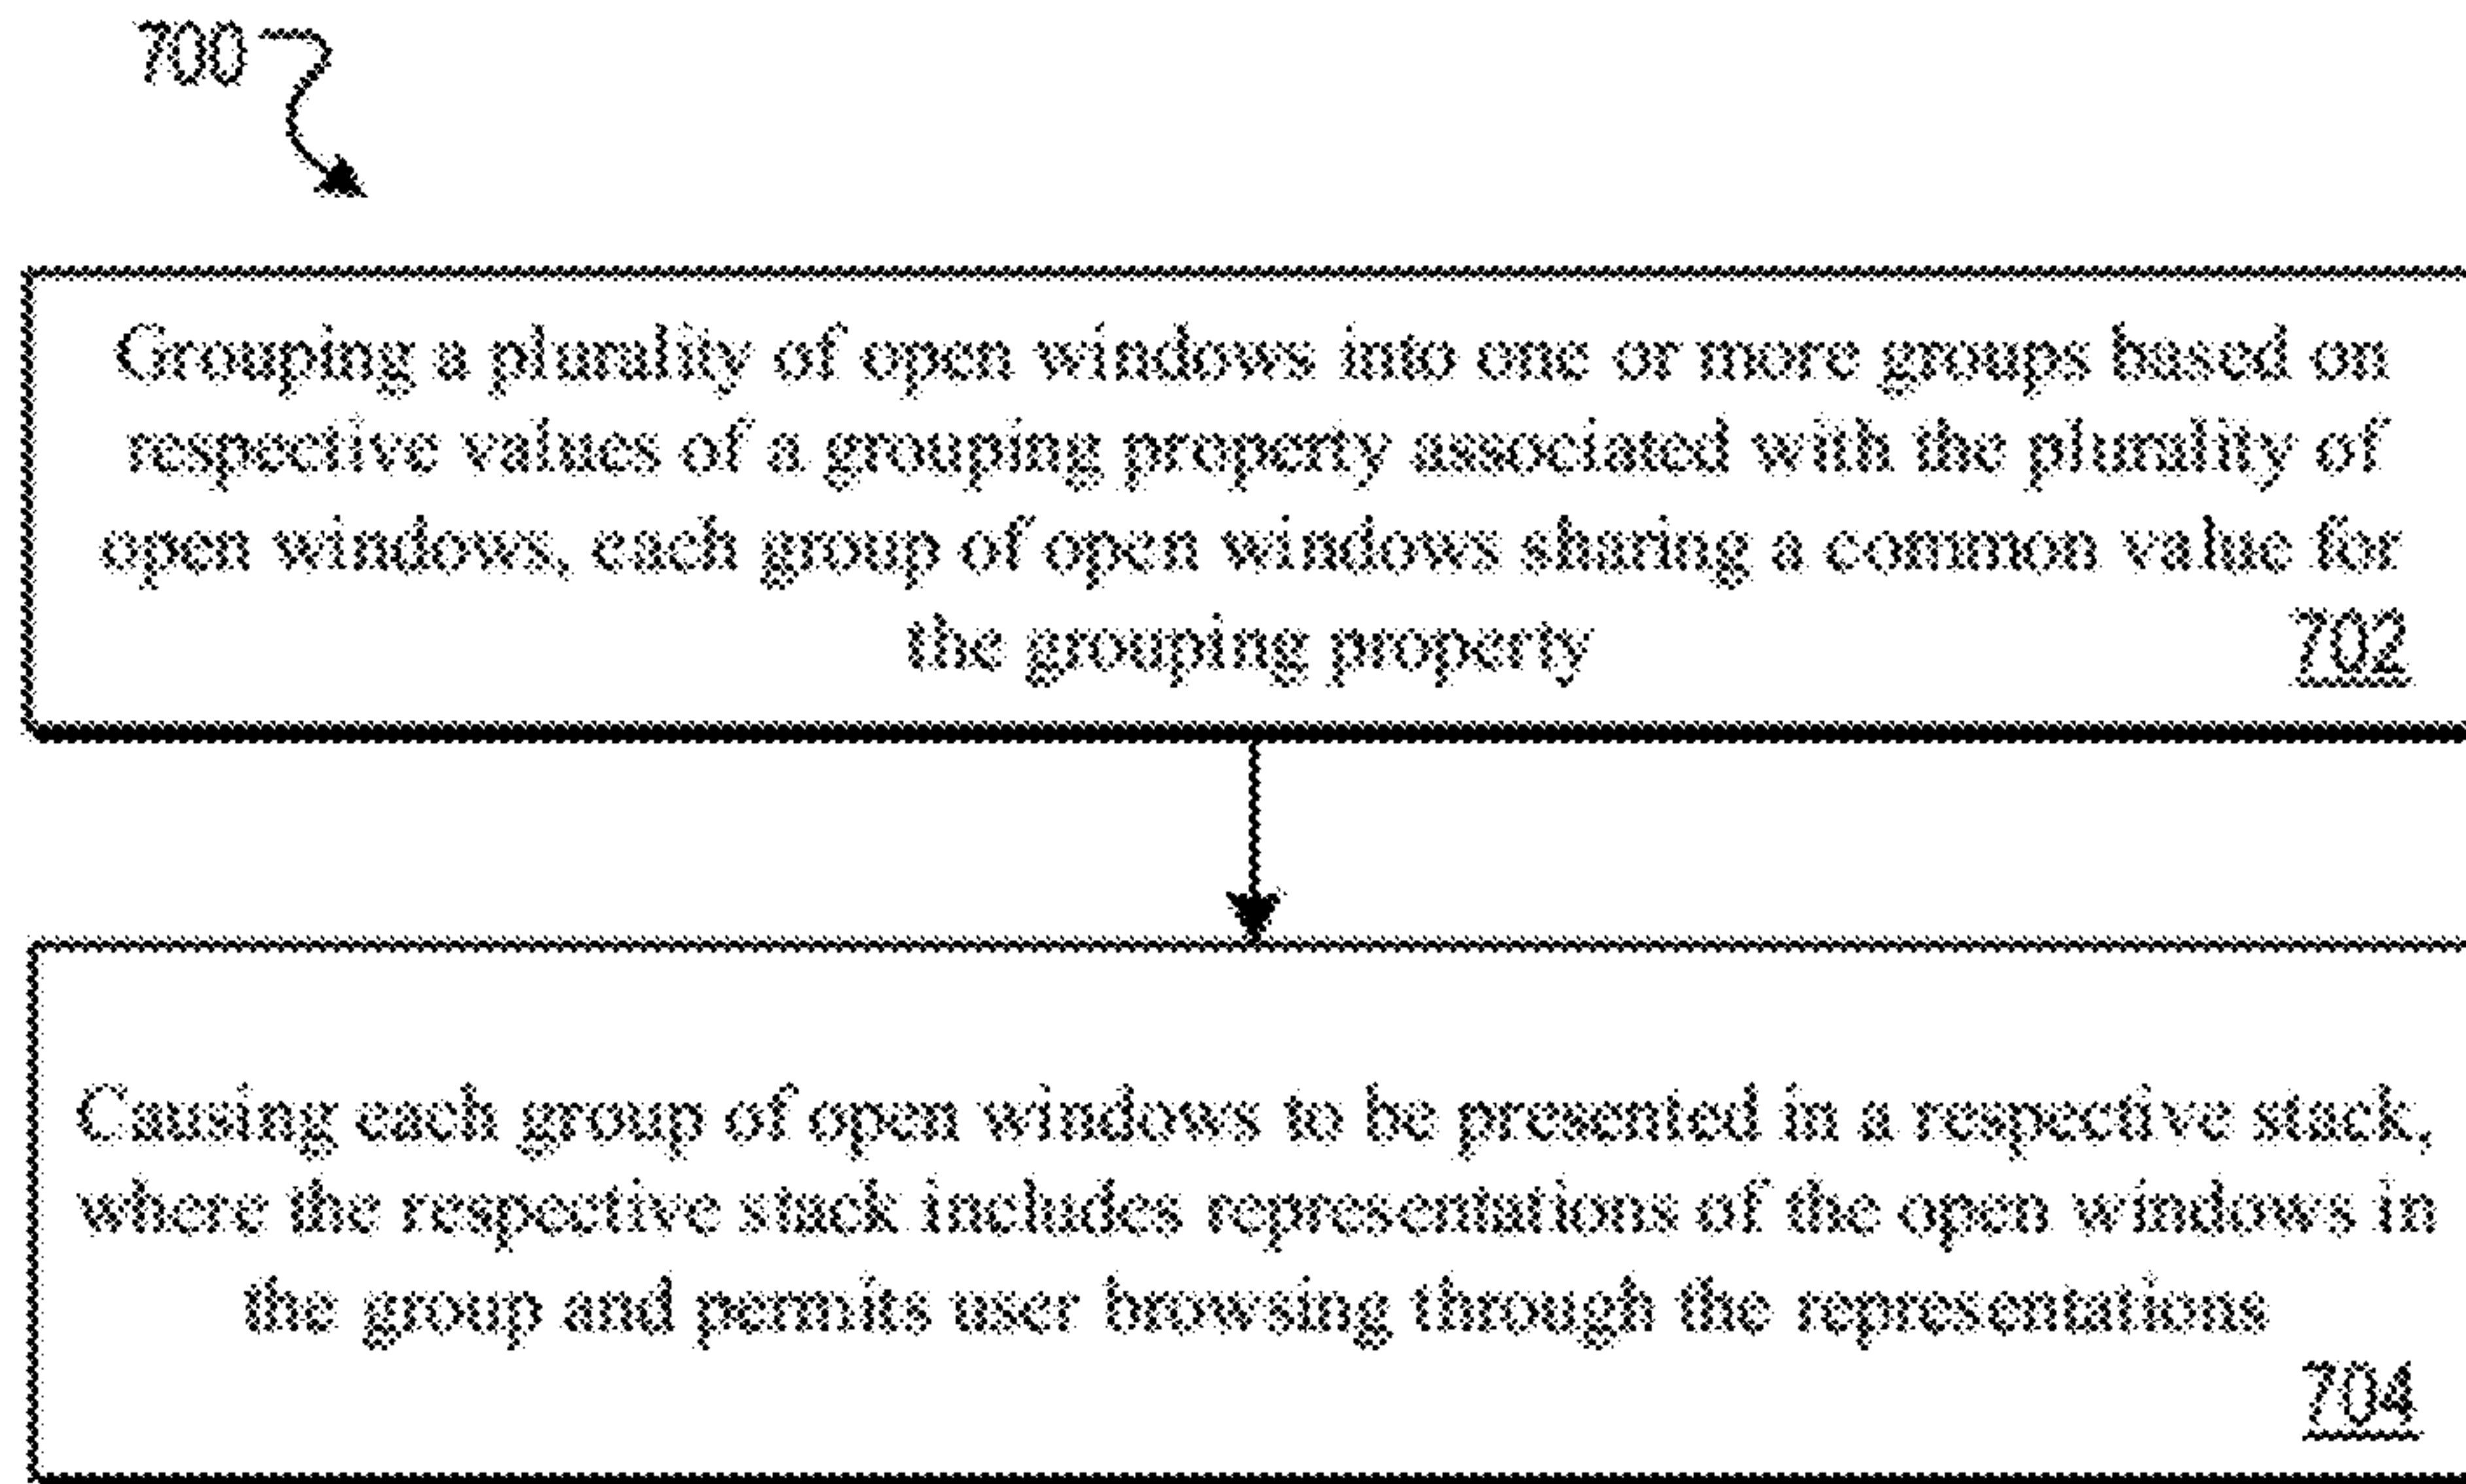 700
Grouping a plurality of open windows into one or more groups based on
respective values of a grouping property associated with the plurality of
open windows, each group of open windows sharing a common value for
the grouping property 702
Causing each group of open windows to be presented in a respective stack,
where the respective stack includes representations of the open windows in
the group and permits user browsing through the representations
704